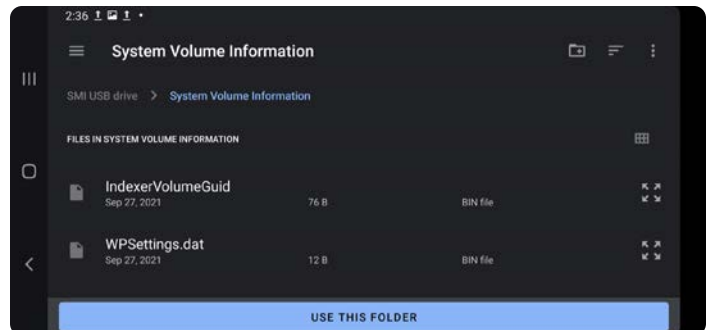 2:36
System Volume Information
SMI USB drive > System Volume Information
FILES IN SYSTEM VOLUME INFORMATION
IndexerVolumeGuid
Sep 27, 2021 76 B BIN file
WPSettings.dat
Sep 27, 2021 12 B BIN file
USE THIS FOLDER